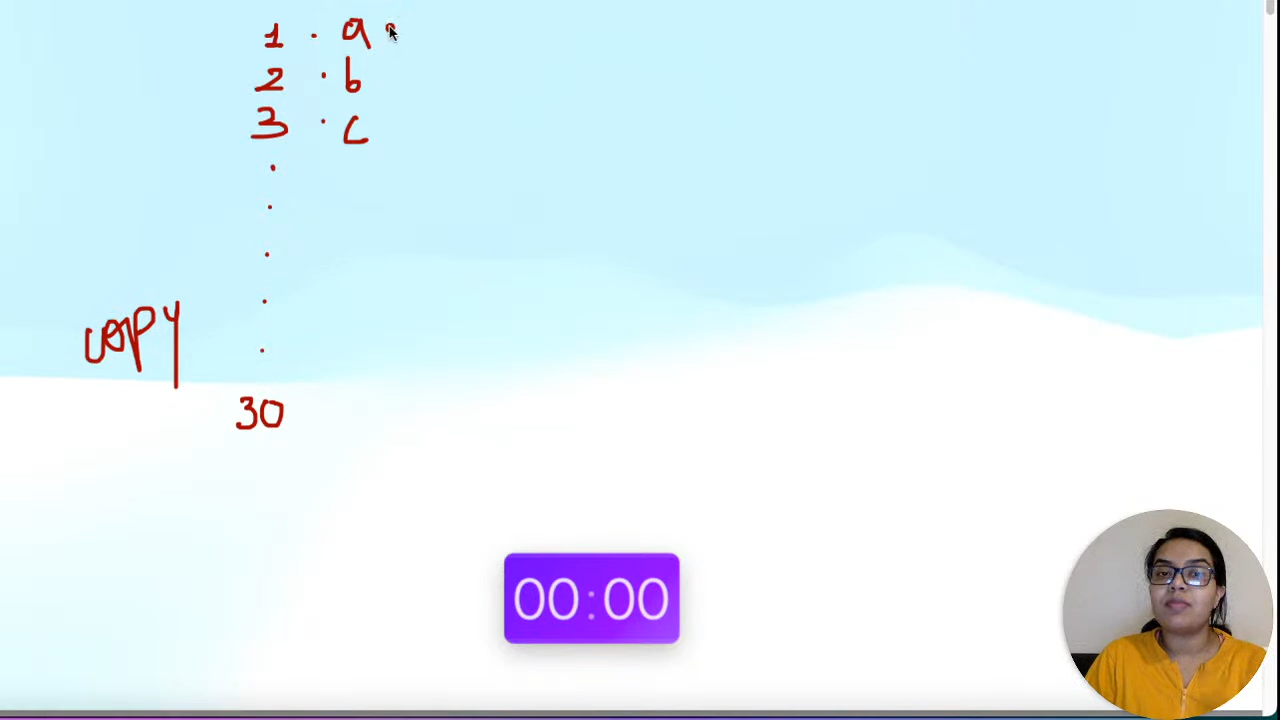 1 . a
2 . b
3 . c
.
.
.
.
.
copy
30
00:00